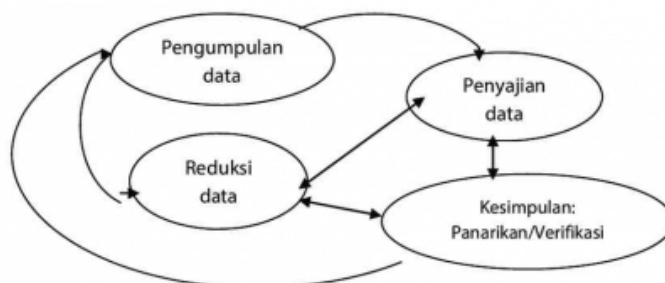 Pengumpulan
data
Penyajian
data
Reduksi
data
Kesimpulan:
Panarikan/Verifikasi